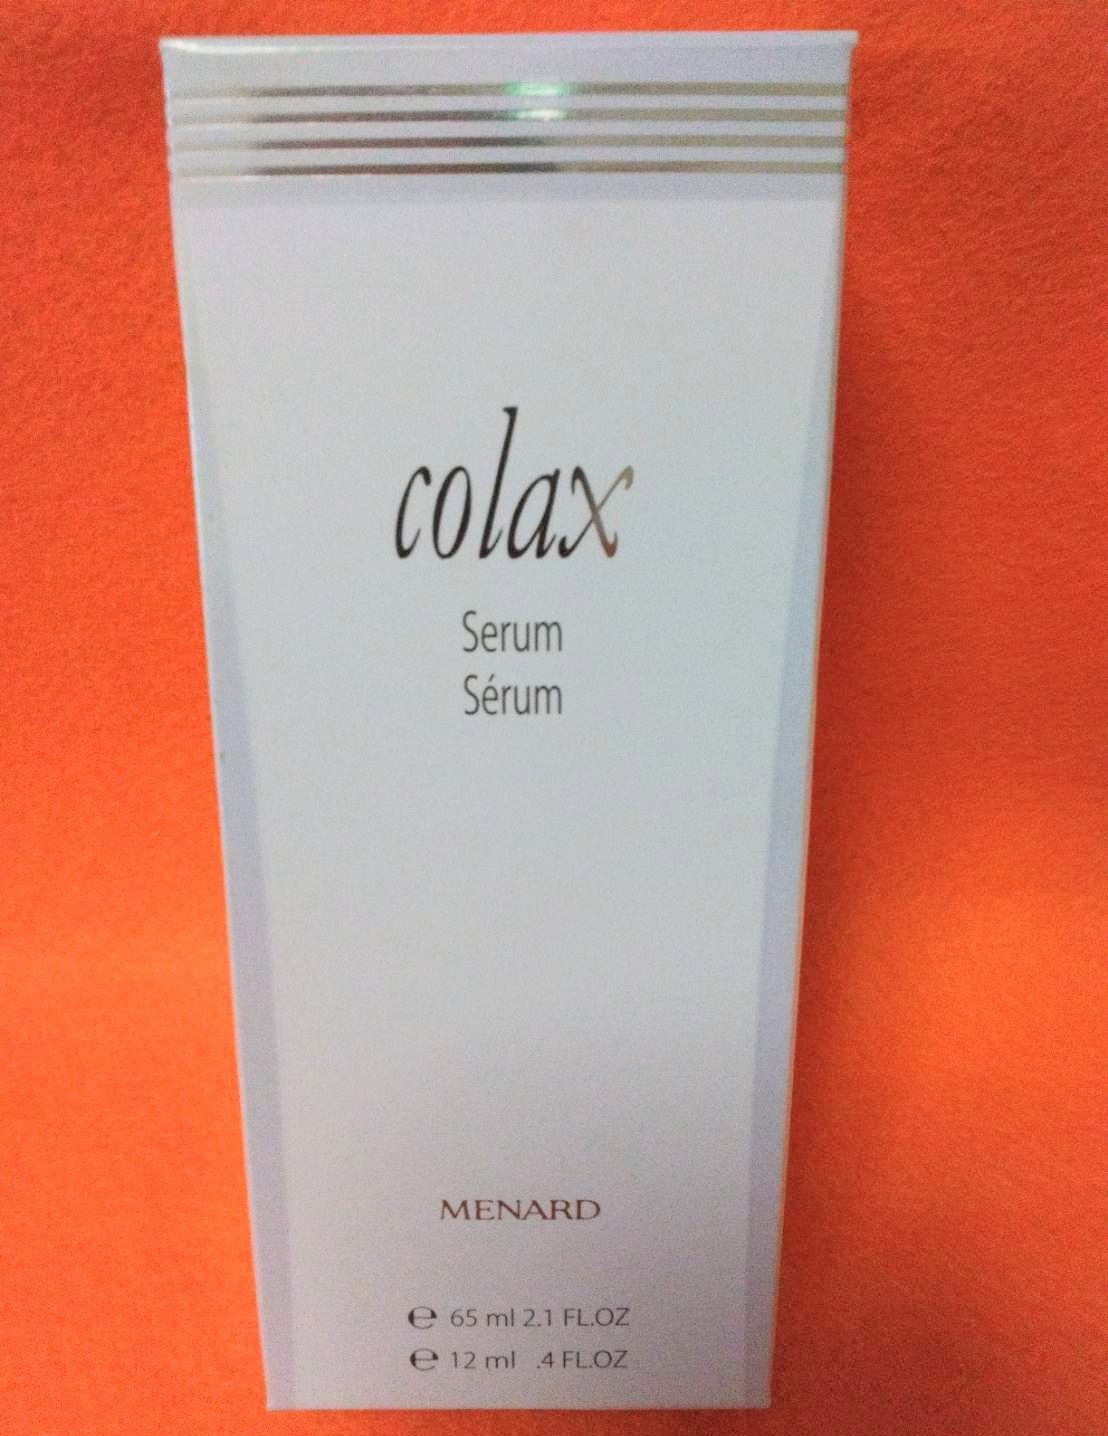 colax
Serum
Sérum
MENARD
℮ 65 ml 2.1 FL.OZ
℮ 12 ml .4 FL.OZ